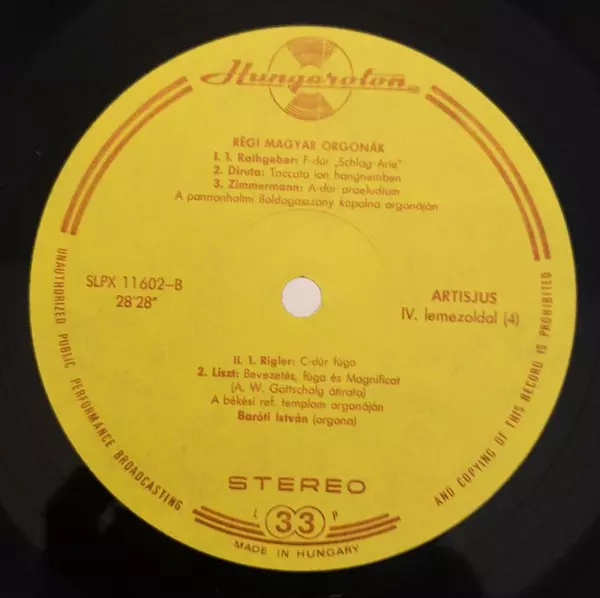 Hungaroton
RÉGI MAGYAR ORGONÁK
I. 1. Rathgeber: F-dúr „Schlag-Arie"
2. Diruta: Toccata ion hangnemben
3. Zimmermann: A-dúr praeludium
A pannonhalmi Boldogasszony kápolna orgonáján
SLPX 11602-B
28'28"
ARTISJUS
IV. lemezoldal (4)
II. 1. Rigler: C-dúr fúga
2. Liszt: Bevezetés, fúga és Magnificat
(A. W. Gottschalg átirata)
A békési ref. templom orgonáján
Baróti István (orgona)
STEREO
L 33 P
MADE IN HUNGARY
UNAUTHORIZED PUBLIC PERFORMANCE BROADCASTING
AND COPYING OF THIS RECORD IS PROHIBITED